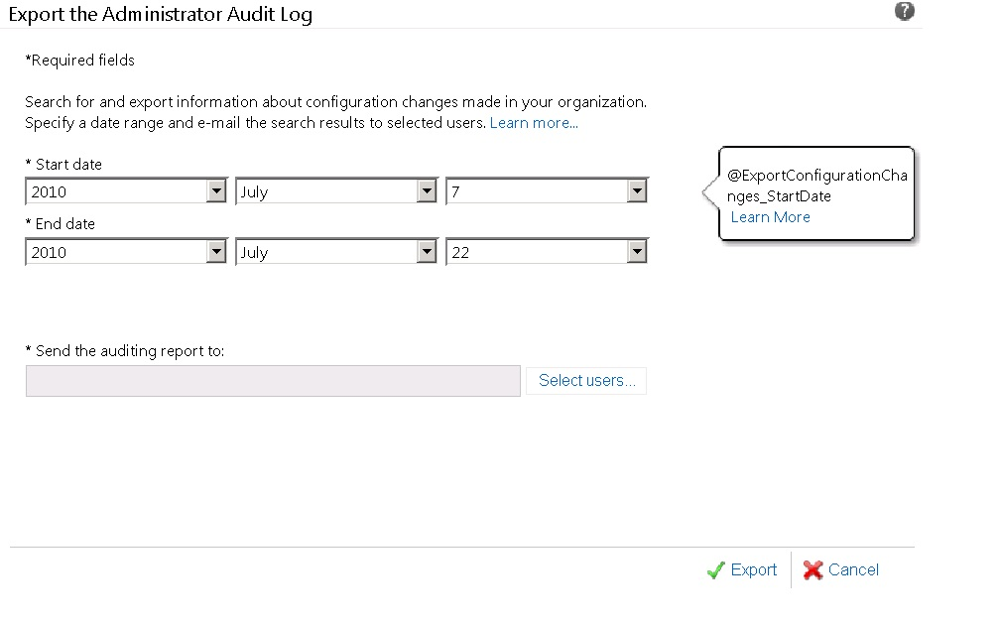 Export the Administrator Audit Log
?
*Required fields
Search for and export information about configuration changes made in your organization.
Specify a date range and e-mail the search results to selected users. Learn more...
* Start date
2010 July 7
@ExportConfigurationCha
nges_StartDate
Learn More
* End date
2010 July 22
* Send the auditing report to:
Select users...
Export Cancel